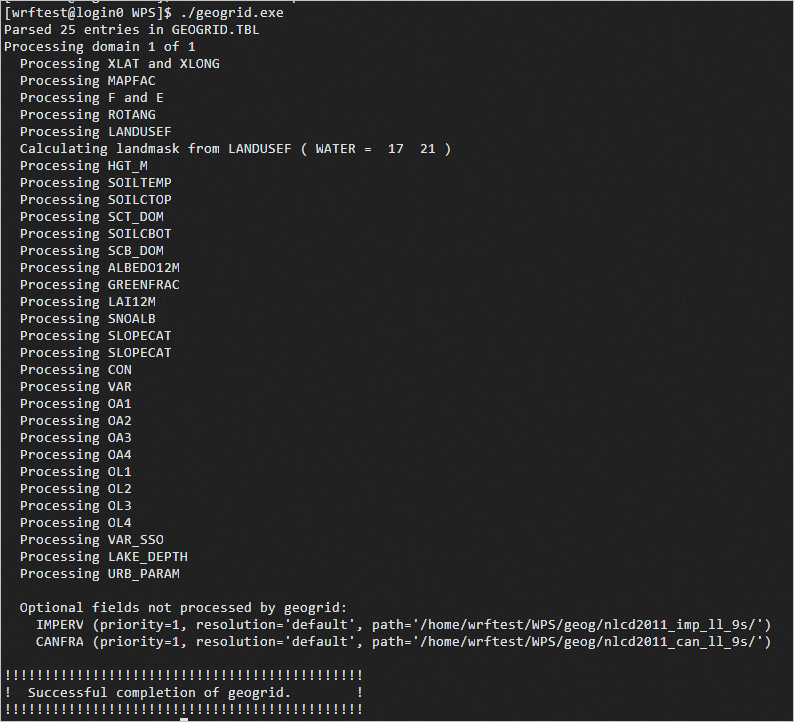 [wrftest@login0 WPS]$ ./geogrid.exe
Parsed 25 entries in GEOGRID.TBL
Processing domain 1 of 1
  Processing XLAT and XLONG
  Processing MAPFAC
  Processing F and E
  Processing ROTANG
  Processing LANDUSEF
  Calculating landmask from LANDUSEF ( WATER =  17  21 )
  Processing HGT_M
  Processing SOILTEMP
  Processing SOILCTOP
  Processing SCT_DOM
  Processing SOILCBOT
  Processing SCB_DOM
  Processing ALBEDO12M
  Processing GREENFRAC
  Processing LAI12M
  Processing SNOALB
  Processing SLOPECAT
  Processing SLOPECAT
  Processing CON
  Processing VAR
  Processing OA1
  Processing OA2
  Processing OA3
  Processing OA4
  Processing OL1
  Processing OL2
  Processing OL3
  Processing OL4
  Processing VAR_SSO
  Processing LAKE_DEPTH
  Processing URB_PARAM

  Optional fields not processed by geogrid:
    IMPERV (priority=1, resolution='default', path='/home/wrftest/WPS/geog/nlcd2011_imp_ll_9s/')
    CANFRA (priority=1, resolution='default', path='/home/wrftest/WPS/geog/nlcd2011_can_ll_9s/')

!!!!!!!!!!!!!!!!!!!!!!!!!!!!!!!!!!!!!!!!!!!!!
!  Successful completion of geogrid.        !
!!!!!!!!!!!!!!!!!!!!!!!!!!!!!!!!!!!!!!!!!!!!!